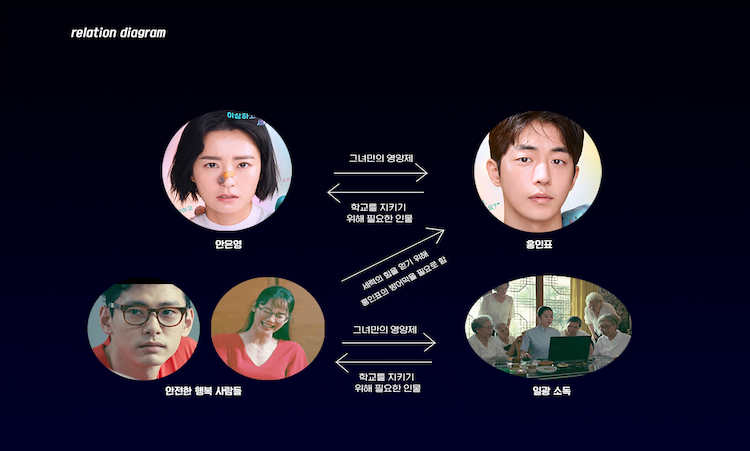 relation diagram
이상하고
그녀만의 영양제
학교를 지키기
위해 필요한 인물
안은영
홍인표
세력의 힘을 얻기 위해
홍인표의 방어막을 필요로 함
그녀만의 영양제
학교를 지키기
위해 필요한 인물
안전한 행복 사람들
일광 소독